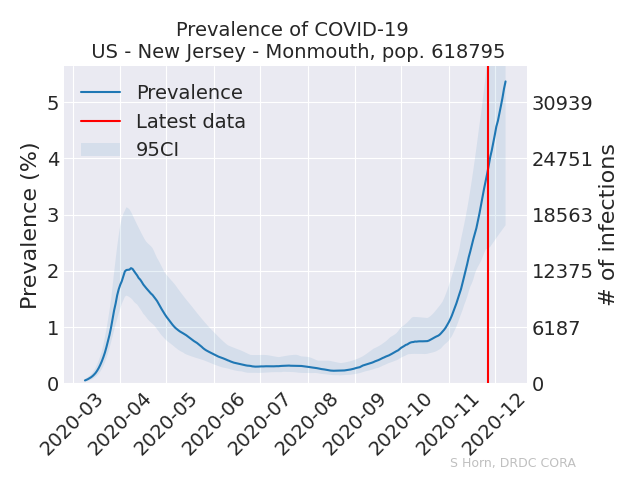 Prevalence of COVID-19
US - New Jersey - Monmouth, pop. 618795
Prevalence
Latest data
95CI
Prevalence (%)
5
4
3
2
1
0
30939
24751
18563
12375
6187
0
# of infections
2020-03
2020-04
2020-05
2020-06
2020-07
2020-08
2020-09
2020-10
2020-11
2020-12
S Horn, DRDC CORA